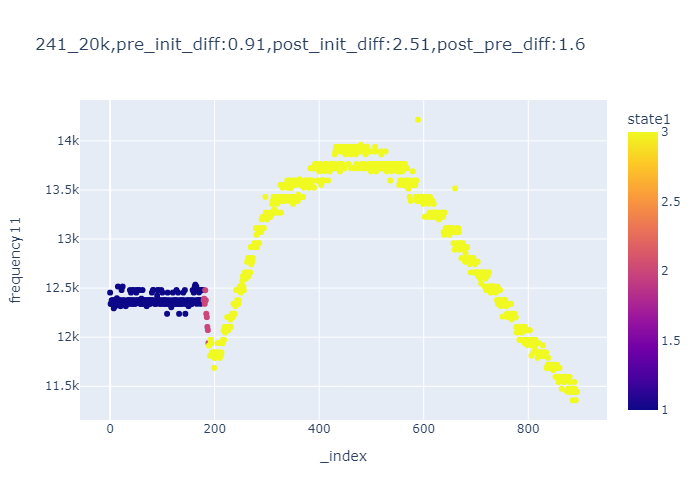 241_20k,pre_init_diff:0.91,post_init_diff:2.51,post_pre_diff:1.6
state1
14k
13.5k
13k
12.5k
12k
11.5k
frequency11
0
200
400
600
800
_index
3
2.5
2
1.5
1